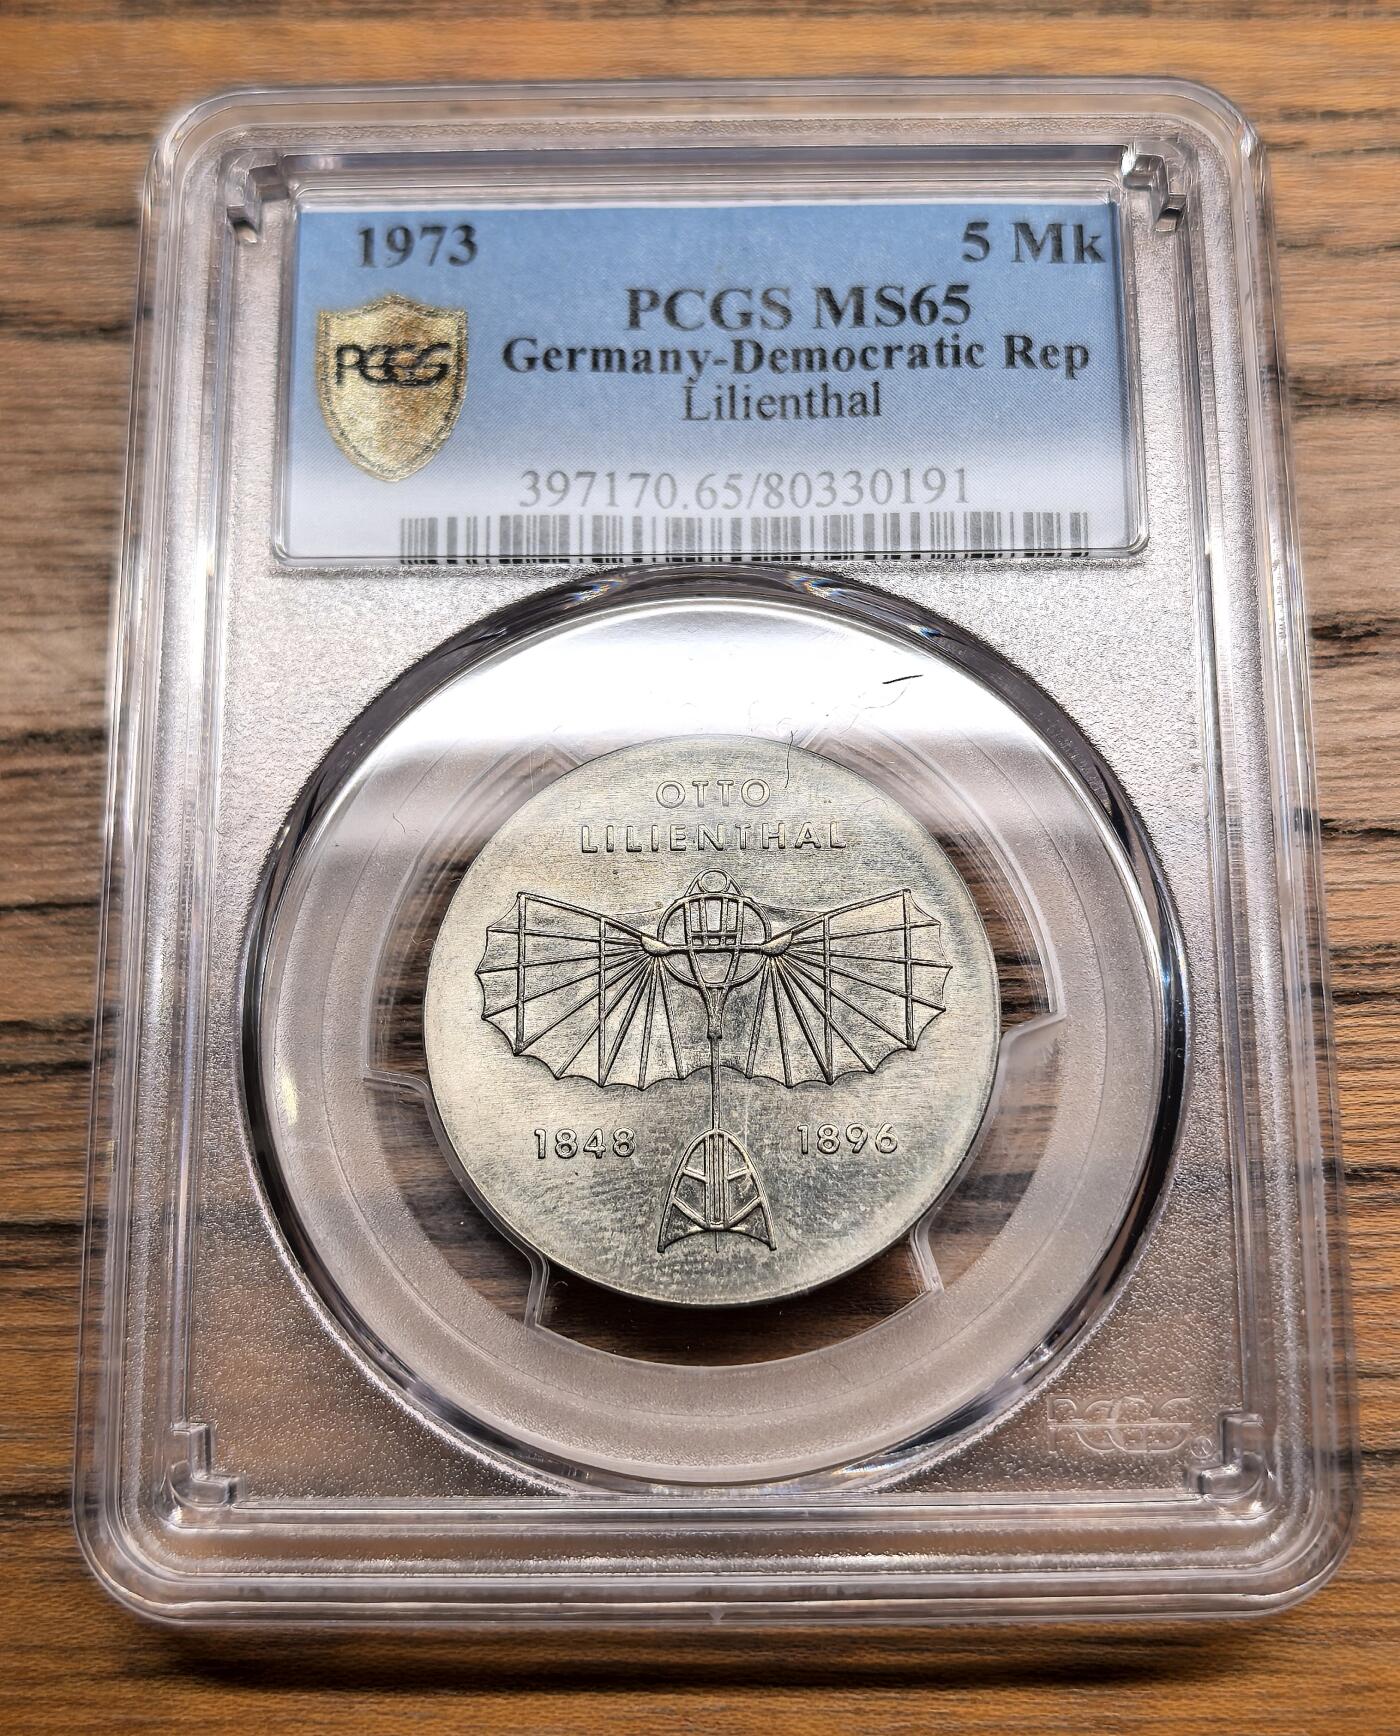 1973 5 Mk
PCGS MS65
PCGS Germany-Democratic Rep
Lilienthal
397170.65/80330191
OTTO
LILIENTHAL
1848 1896
PCGS®